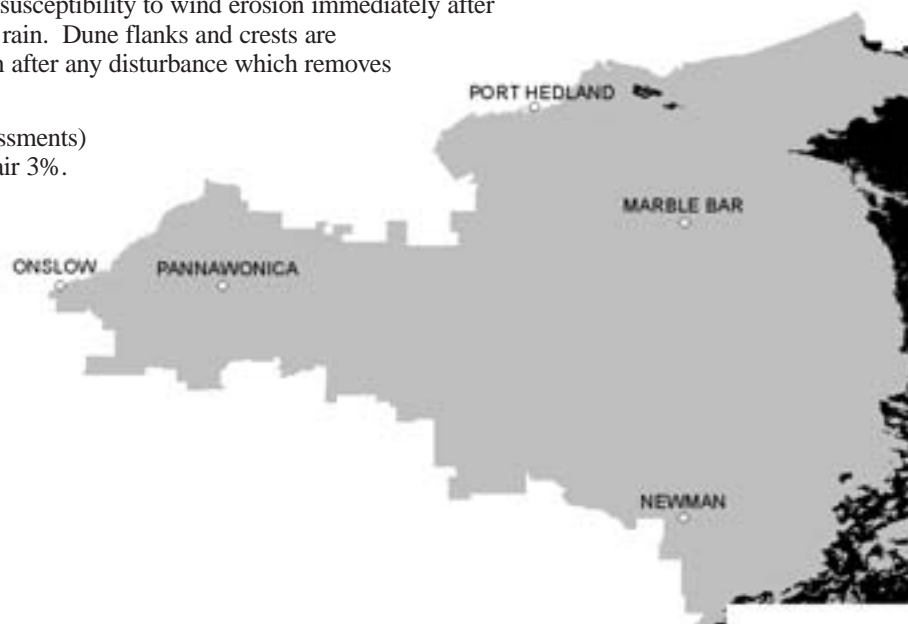 susceptibility to wind erosion immediately after
rain. Dune flanks and crests are
after any disturbance which removes
ssments)
air 3%.
PORT HEDLAND
MARBLE BAR
ONSLOW
PANNAWONICA
NEWMAN